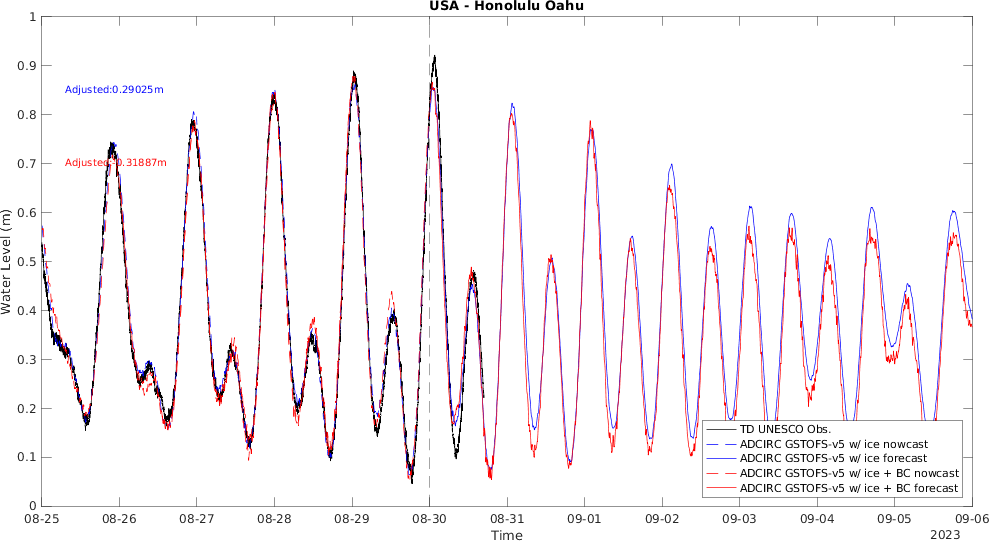 USA - Honolulu Oahu
1
0.9
0.8
0.7
0.6
0.5
0.4
0.3
0.2
0.1
0
Water Level (m)
Adjusted:0.29025m
Adjusted:-0.31887m
TD UNESCO Obs.
ADCIRC GSTOFS-v5 w/ ice nowcast
ADCIRC GSTOFS-v5 w/ ice forecast
ADCIRC GSTOFS-v5 w/ ice + BC nowcast
ADCIRC GSTOFS-v5 w/ ice + BC forecast
08-25 08-26 08-27 08-28 08-29 08-30 08-31 09-01 09-02 09-03 09-04 09-05 09-06
Time
2023